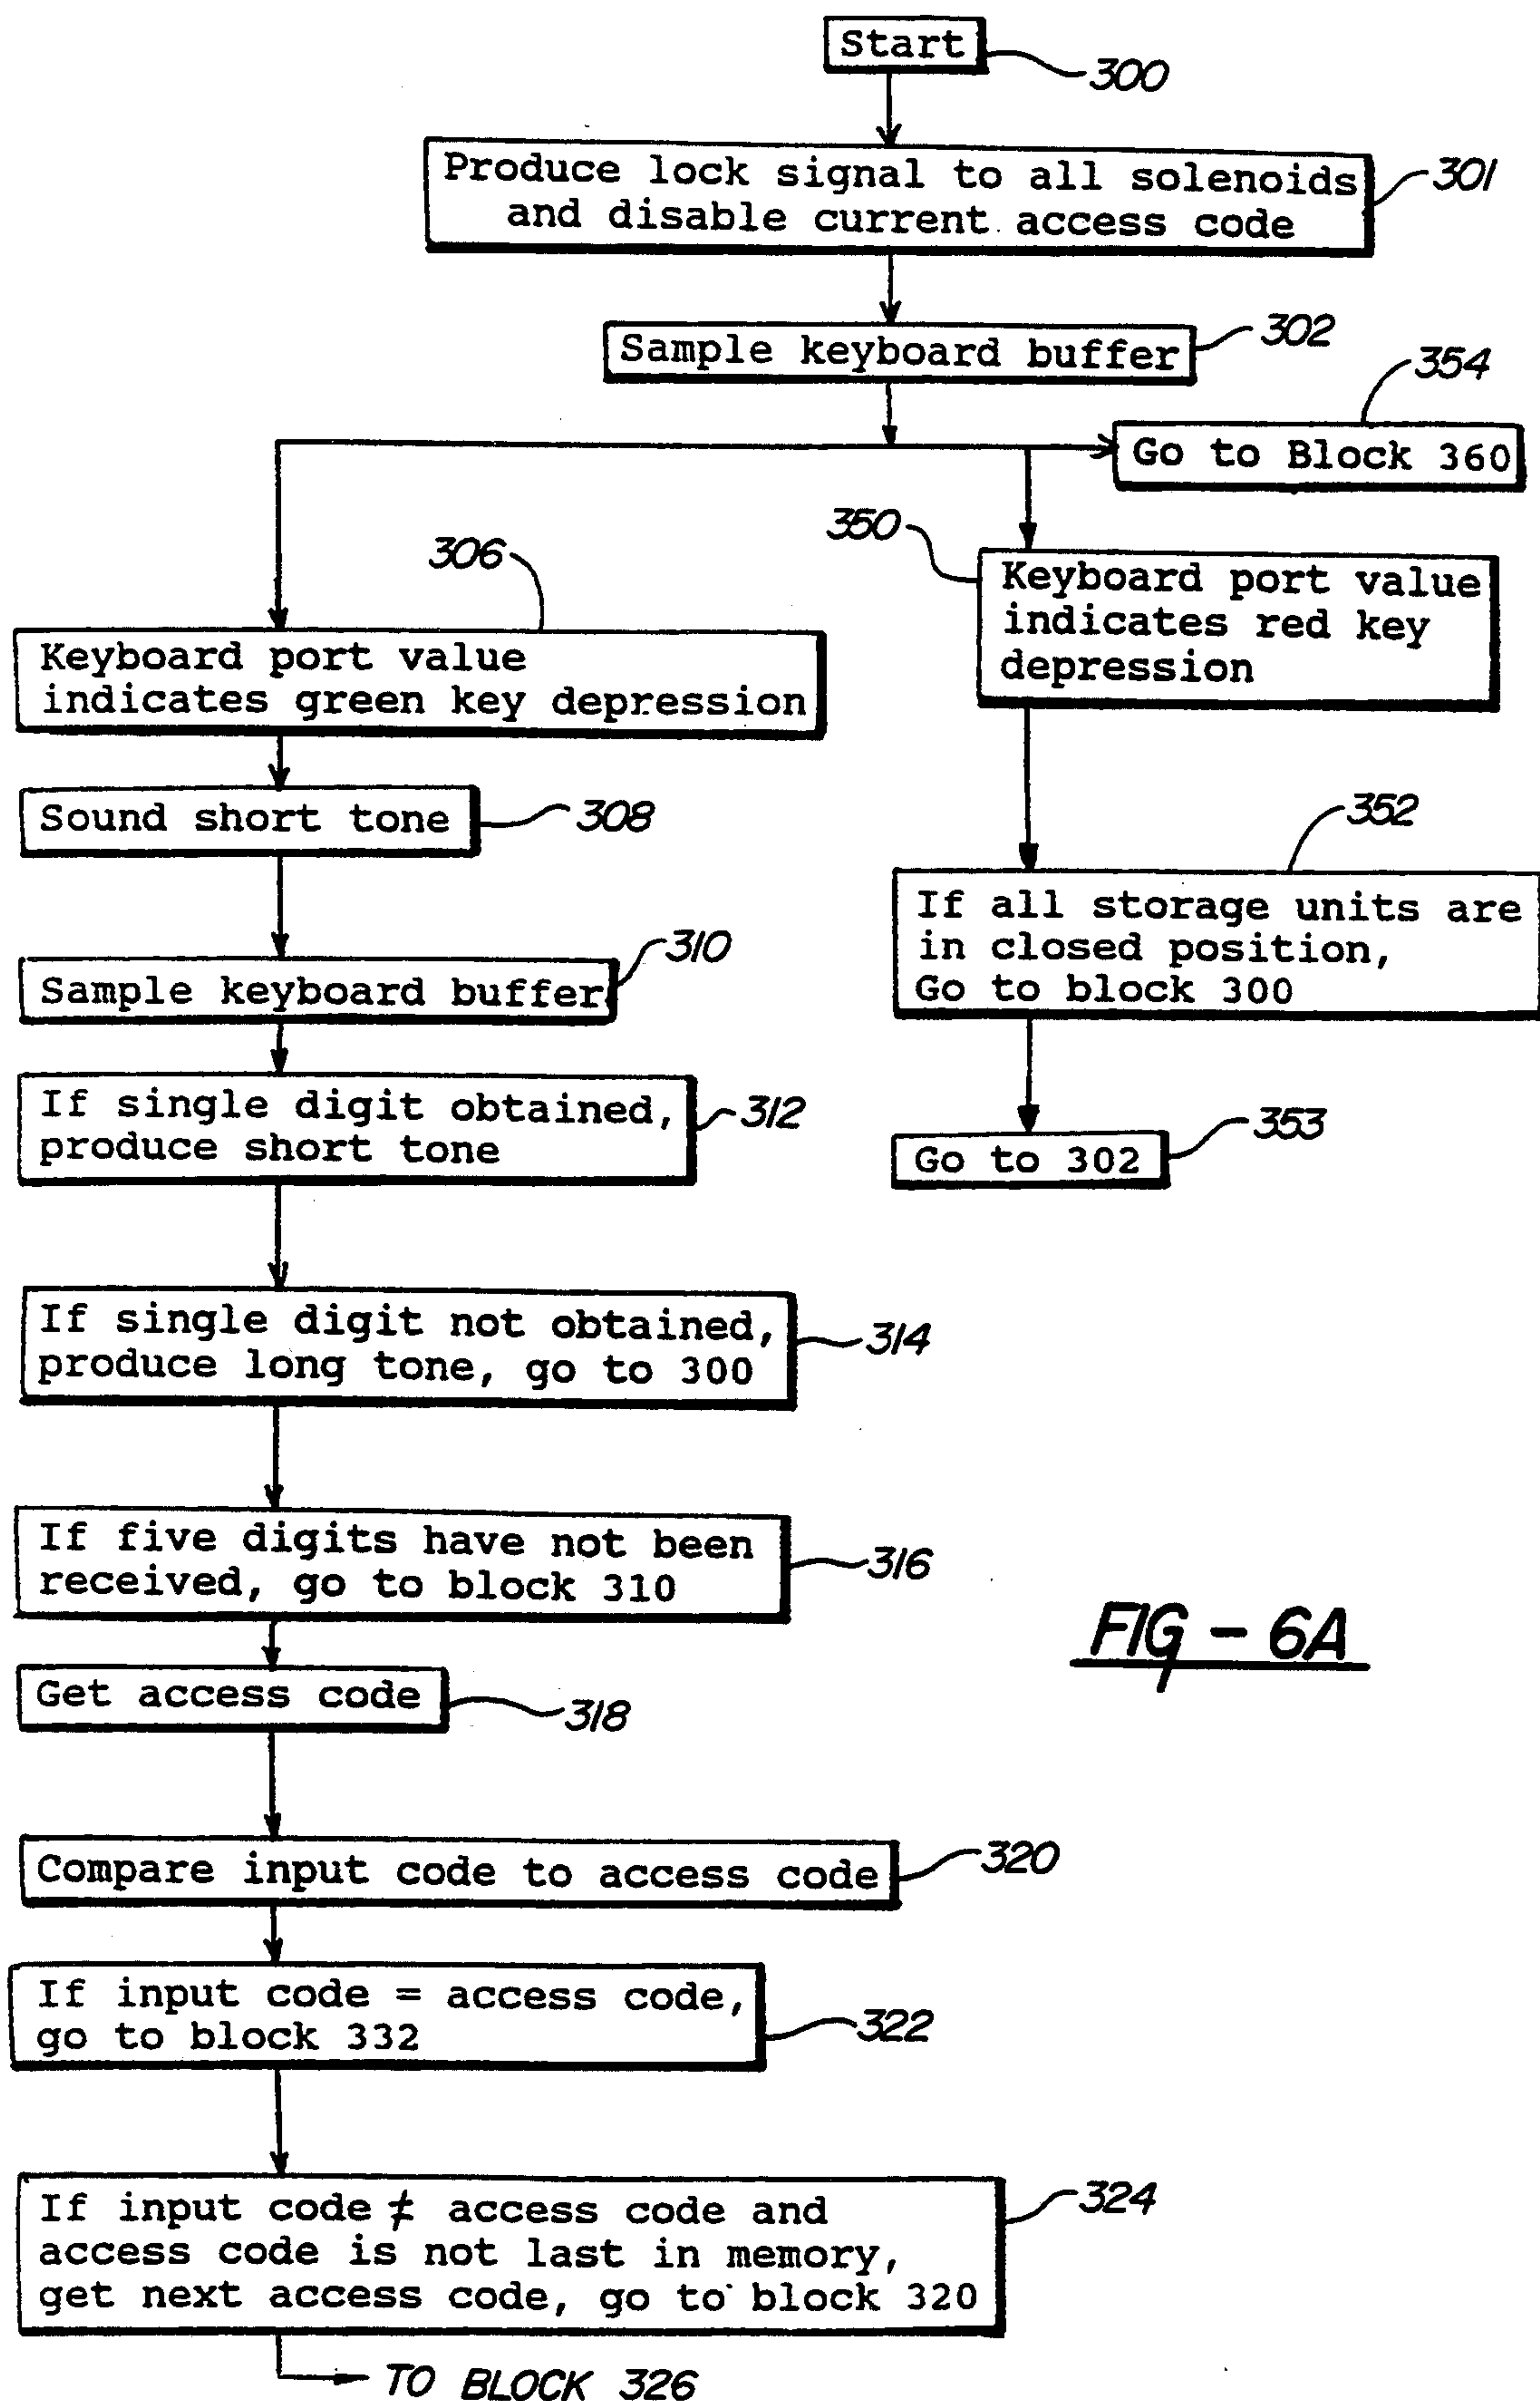 Start
300
Produce lock signal to all solenoids
and disable current access code
301
Sample keyboard buffer
302
354
Go to Block 360
350
Keyboard port value
indicates red key
depression
306
Keyboard port value
indicates green key depression
Sound short tone
308
352
If all storage units are
in closed position,
Go to block 300
310
Sample keyboard buffer
If single digit obtained,
produce short tone
312
353
Go to 302
If single digit not obtained,
produce long tone, go to 300
314
If five digits have not been
received, go to block 310
316
FIG - 6A
Get access code
318
Compare input code to access code
320
If input code = access code,
go to block 332
322
If input code ≠ access code and
access code is not last in memory,
get next access code, go to block 320
324
TO BLOCK 326